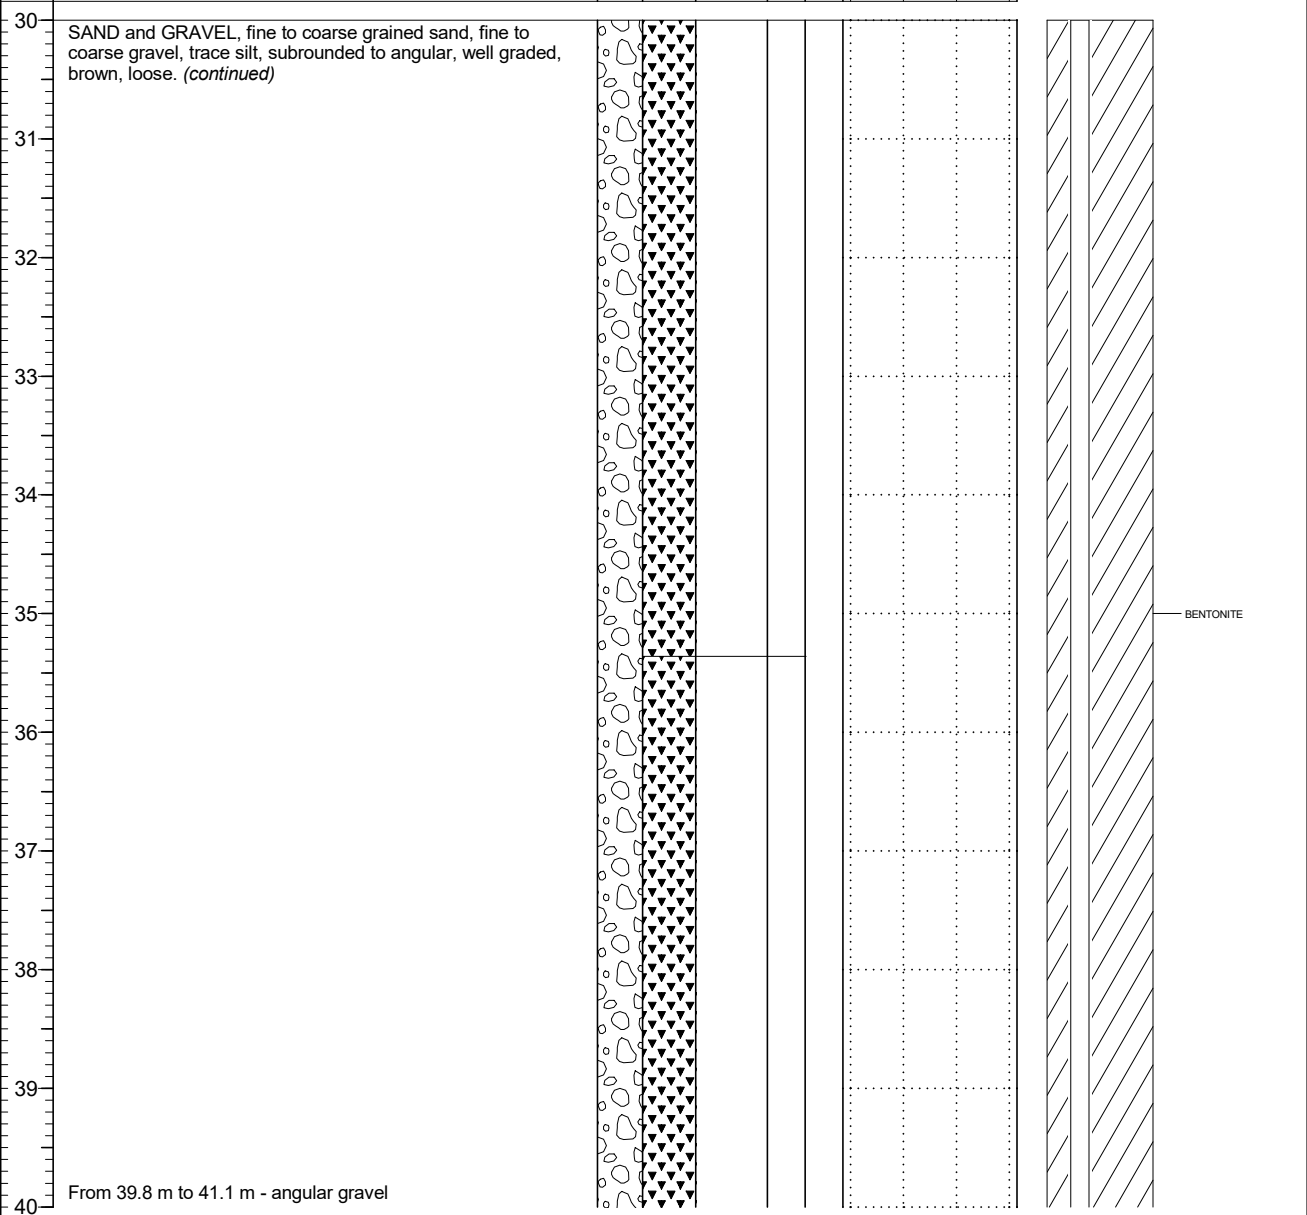 30
SAND and GRAVEL, fine to coarse grained sand, fine to
coarse gravel, trace silt, subrounded to angular, well graded,
brown, loose. (continued)
31
32
33
34
35
BENTONITE
36
37
38
39
From 39.8 m to 41.1 m - angular gravel
40